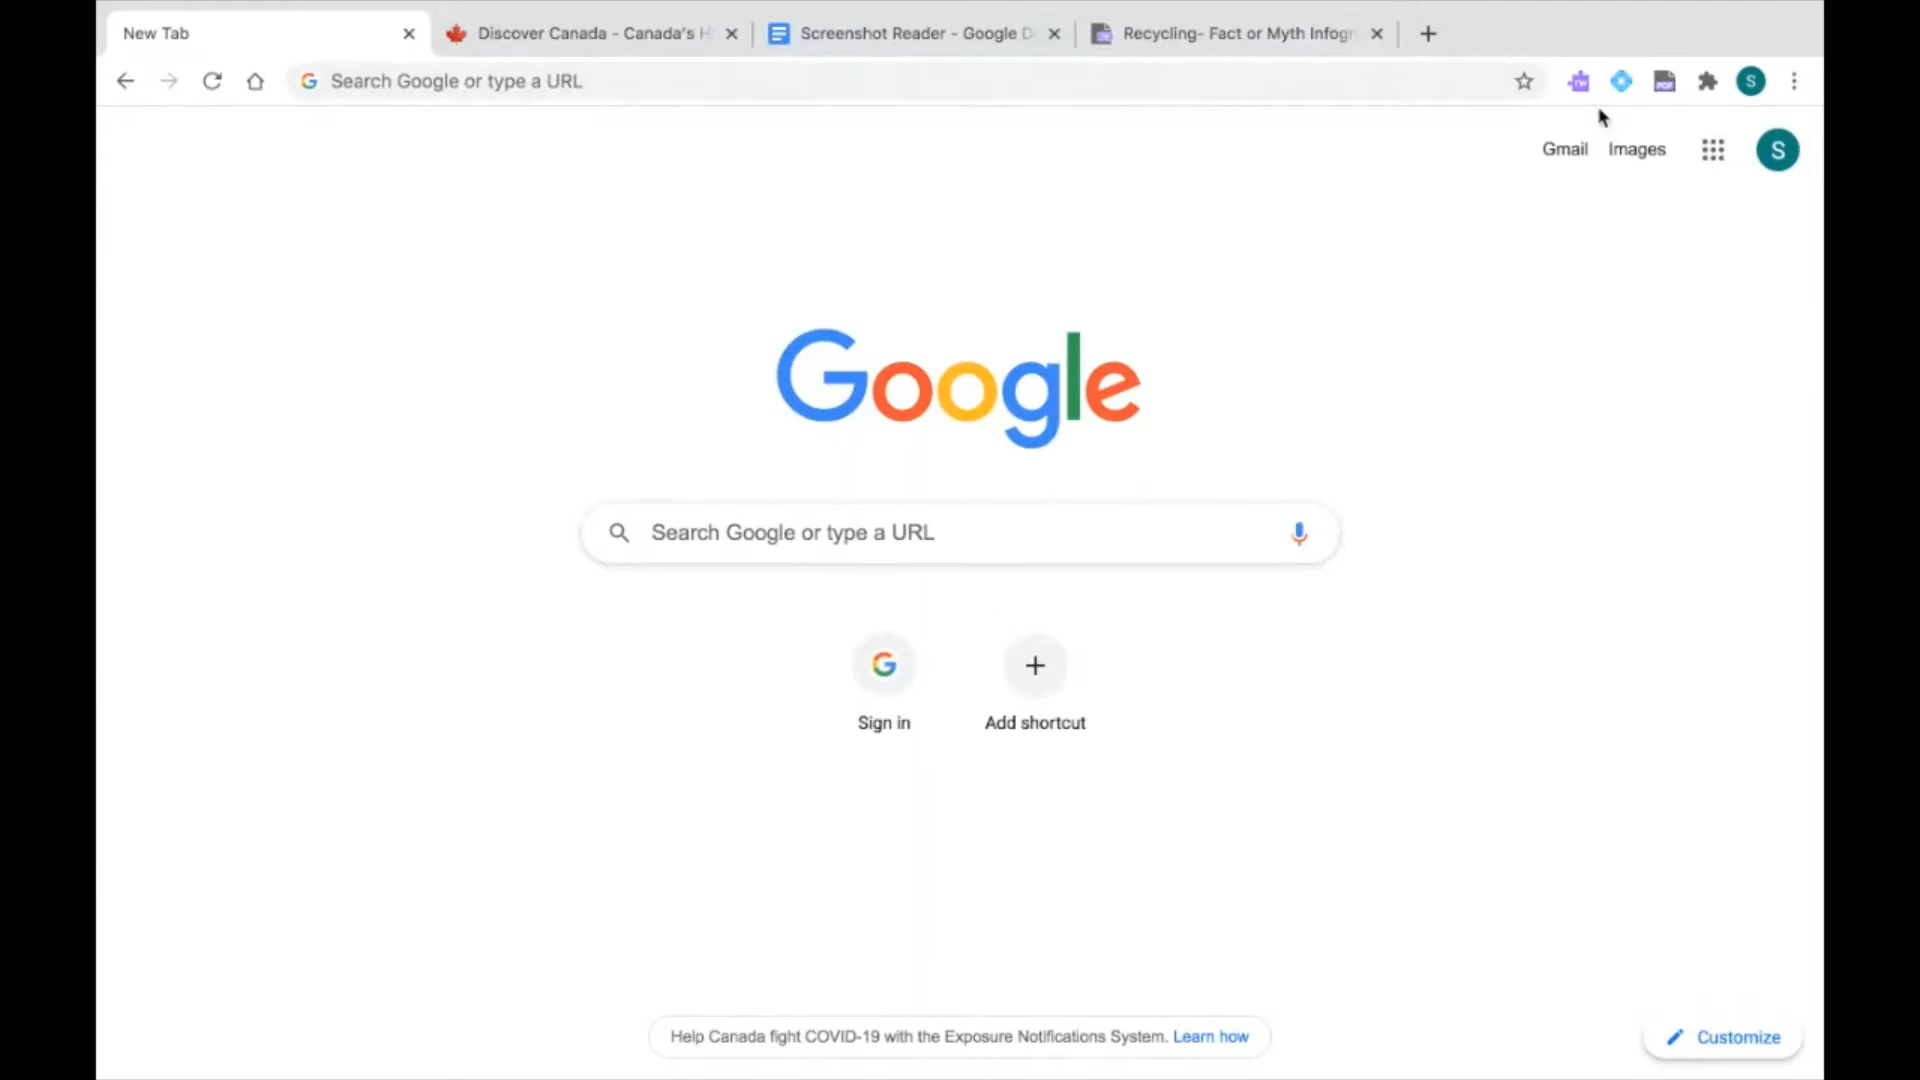 New Tab
Discover Canada - Canada's H
Screenshot Reader - Google D
Recycling- Fact or Myth Infogr
Search Google or type a URL
rw
PDF
S
Gmail
Images
S
Google
Search Google or type a URL
Sign in
Add shortcut
Help Canada fight COVID-19 with the Exposure Notifications System. Learn how
Customize